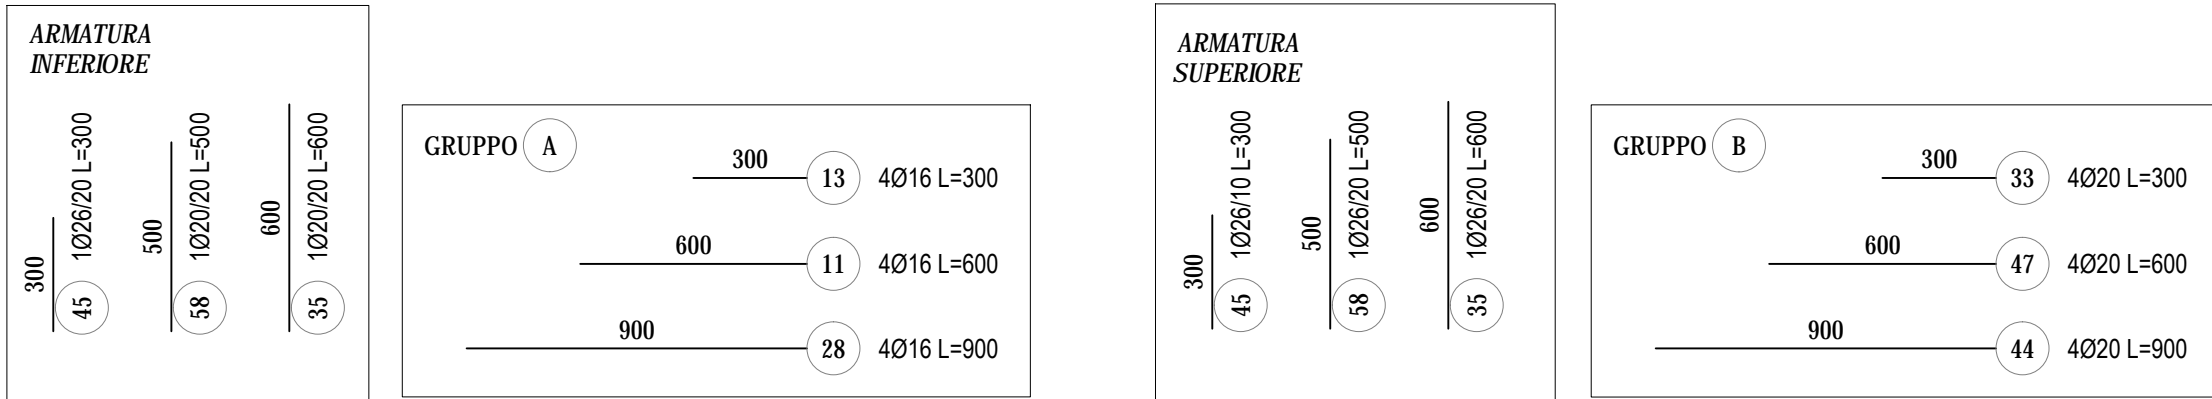 ARMATURA
INFERIORE
300
45
1Ø26/20 L=300
500
58
1Ø20/20 L=500
600
35
1Ø20/20 L=600
GRUPPO A
300
13 4Ø16 L=300
600
11 4Ø16 L=600
900
28 4Ø16 L=900
ARMATURA
SUPERIORE
300
45
1Ø26/10 L=300
500
58
1Ø26/20 L=500
600
35
1Ø26/20 L=600
GRUPPO B
300
33 4Ø20 L=300
600
47 4Ø20 L=600
900
44 4Ø20 L=900